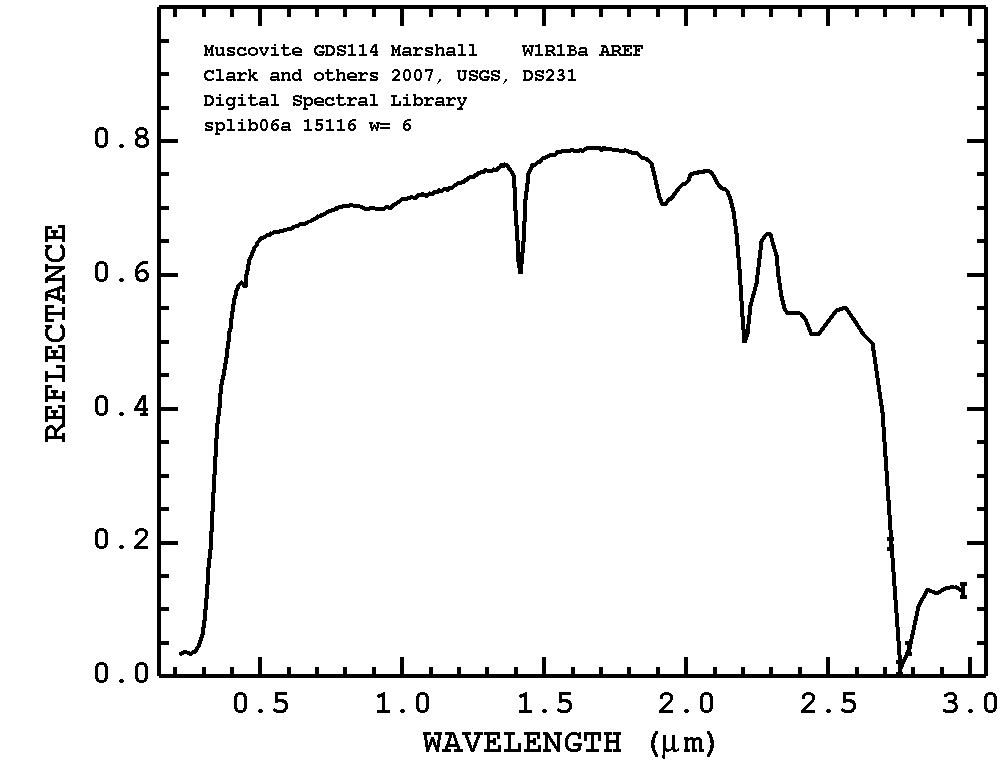 Muscovite GDS114 Marshall W1R1Ba AREF
Clark and others 2007, USGS, DS231
Digital Spectral Library
splib06a 15116 w= 6
0.8
0.6
0.4
0.2
0.0
REFLECTANCE
0.5 1.0 1.5 2.0 2.5 3.0
WAVELENGTH (μm)